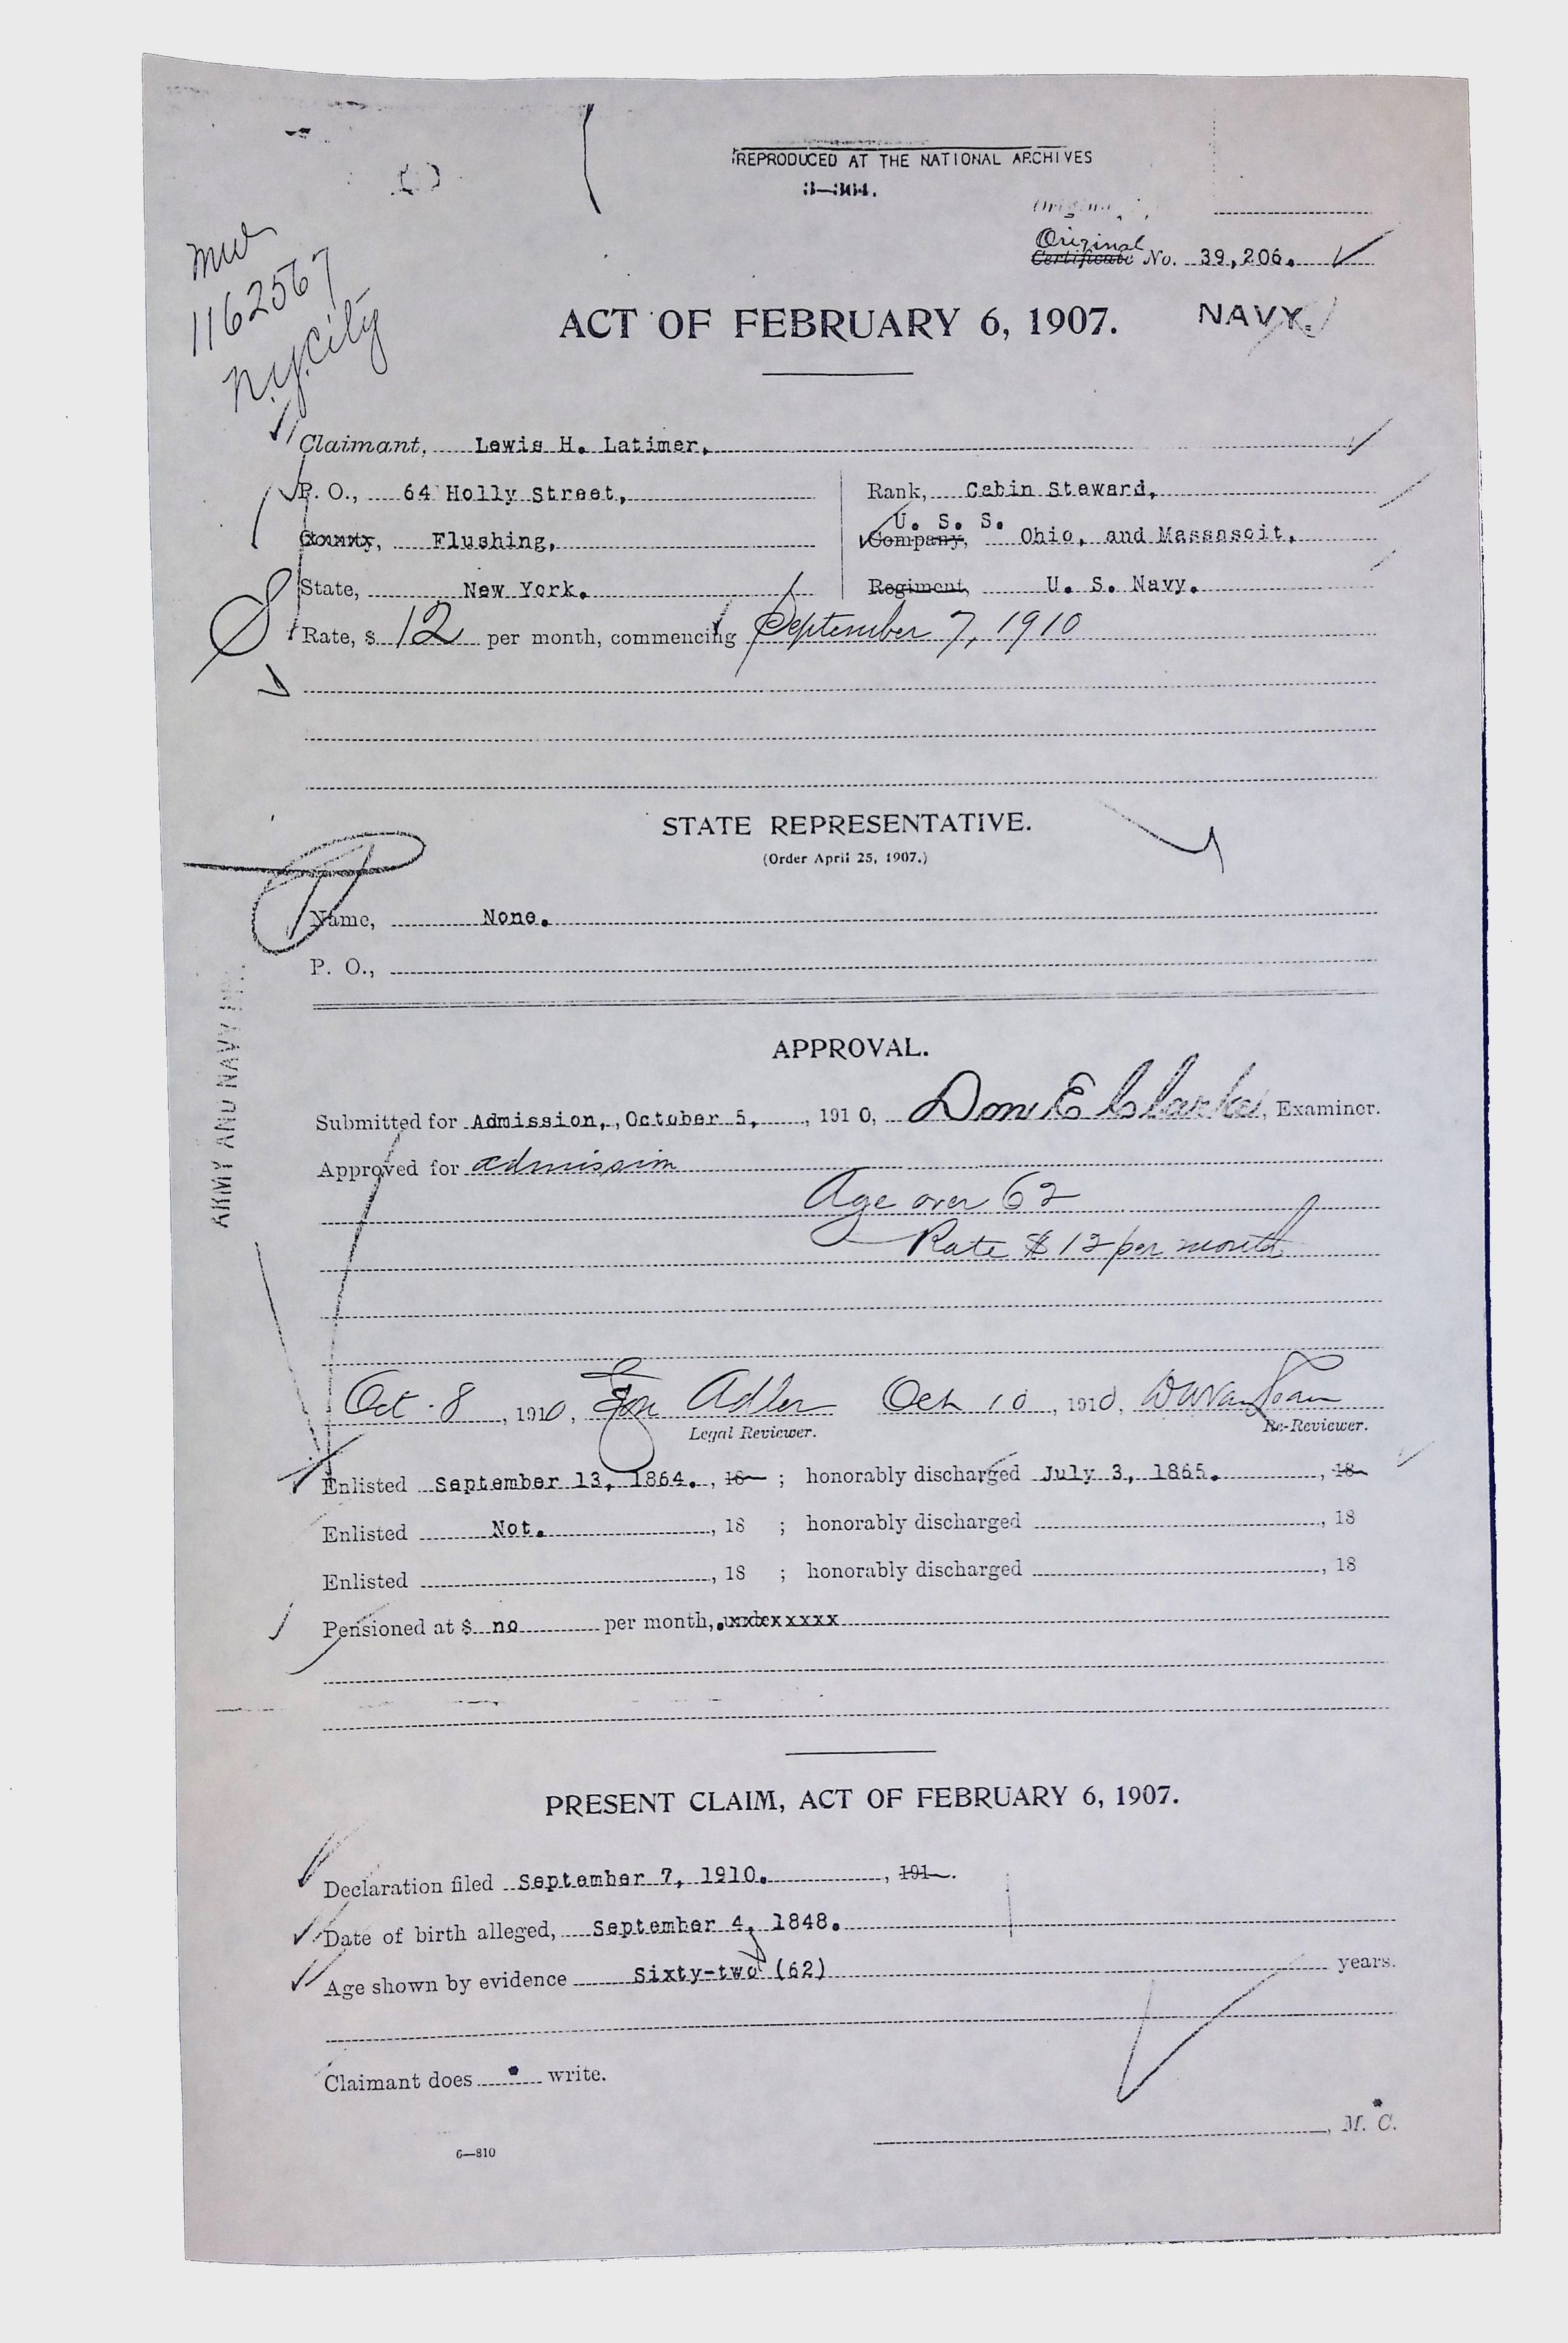 REPRODUCED AT THE NATIONAL ARCHIVES
3—364.
Original
Certificate No. 39,206.
mw
1162567
N.Y. City
ACT OF FEBRUARY 6, 1907. NAVY.
Claimant, Lewis H. Latimer,
P. O., 64 Holly Street, Rank, Cabin Steward,
U. S. S.
County, Flushing, Company, Ohio, and Massasoit,
State, New York. Regiment, U. S. Navy.
Rate, $ 12 per month, commencing September 7, 1910
STATE REPRESENTATIVE.
(Order April 25, 1907.)
Name, None.
P. O.,
ARMY AND NAVY
APPROVAL.
Submitted for Admission, October 5, 1910, Don E Clarke, Examiner.
Approved for admission
Age over 62
Rate $12 per month
Oct 8, 1910, Adler Oct 10, 1910,
Legal Reviewer. Re-Reviewer.
Enlisted September 13, 1864., 18 ; honorably discharged July 3, 1865., 18
Enlisted Not. , 18 ; honorably discharged , 18
Enlisted , 18 ; honorably discharged , 18
Pensioned at $ no per month,
PRESENT CLAIM, ACT OF FEBRUARY 6, 1907.
Declaration filed September 7, 1910. , 191 .
Date of birth alleged, September 4, 1848.
Age shown by evidence Sixty-two (62) years.
Claimant does write.
, M. C.
6—810